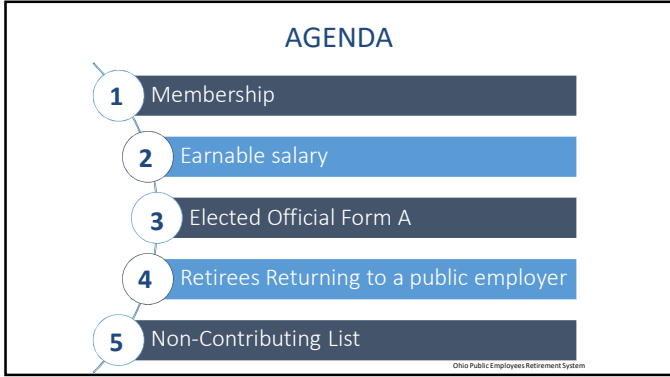 AGENDA
1 Membership
2 Earnable salary
3 Elected Official Form A
4 Retirees Returning to a public employer
5 Non-Contributing List
Ohio Public Employees Retirement System